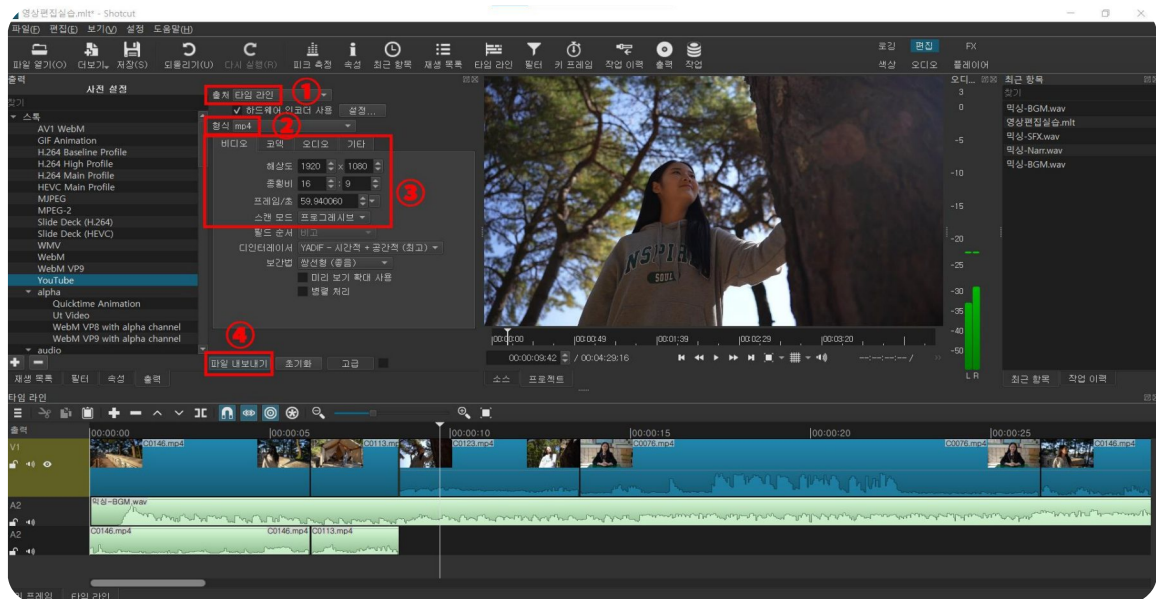 영상편집실습.mlt* - Shotcut
파일(F) 편집(E) 보기(V) 설정 도움말(H)
파일 열기(O) 더보기 저장(S) 되돌리기(U) 다시 실행(R) 피크 측정 속성 최근 항목 재생 목록 타임 라인 필터 키 프레임 작업 이력 출력 작업
로깅 편집 FX
색상 오디오 플레이어
출력
사전 설정
찾기
스톡
AV1 WebM
GIF Animation
H.264 Baseline Profile
H.264 High Profile
H.264 Main Profile
HEVC Main Profile
MJPEG
MPEG-2
Slide Deck (H.264)
Slide Deck (HEVC)
WMV
WebM
WebM VP9
YouTube
alpha
Quicktime Animation
Ut Video
WebM VP8 with alpha channel
WebM VP9 with alpha channel
audio
출처 타임 라인 ①
하드웨어 인코더 사용 설정...
형식 mp4 ②
비디오 코덱 오디오 기타
해상도 1920 x 1080
종횡비 16 : 9
③
프레임/초 59,940060
스캔 모드 프로그레시브
필드 순서 비고
디인터레이서 YADIF - 시간적 + 공간적 (최고)
보간법 쌍선형 (좋음)
미리 보기 확대 사용
병렬 처리
④
파일 내보내기 초기화 고급
재생 목록 필터 속성 출력
NSPIR
SOUL
00:00:00 00:00:49 00:01:39 00:02:29 00:03:20
00:00:09:42 / 00:04:29:16 --:--:--:-- /
소스 프로젝트
오디...
3
0
-5
-10
-15
-20
-25
-30
-35
-40
-50
L R
최근 항목
찾기
믹싱-BGM.wav
영상편집실습.mlt
믹싱-SFX.wav
믹싱-Narr.wav
믹싱-BGM.wav
최근 항목 작업 이력
타임 라인
출력
00:00:00 00:00:05 00:00:10 00:00:15 00:00:20 00:00:25
V1
C0146.mp4 C0113.mp4 C0123.mp4 C0076.mp4 C0076.mp4 C0146.mp4
A2
믹싱-BGM.wav
A2
C0146.mp4 C0146.mp4 C0113.mp4
키 프레임 타임 라인